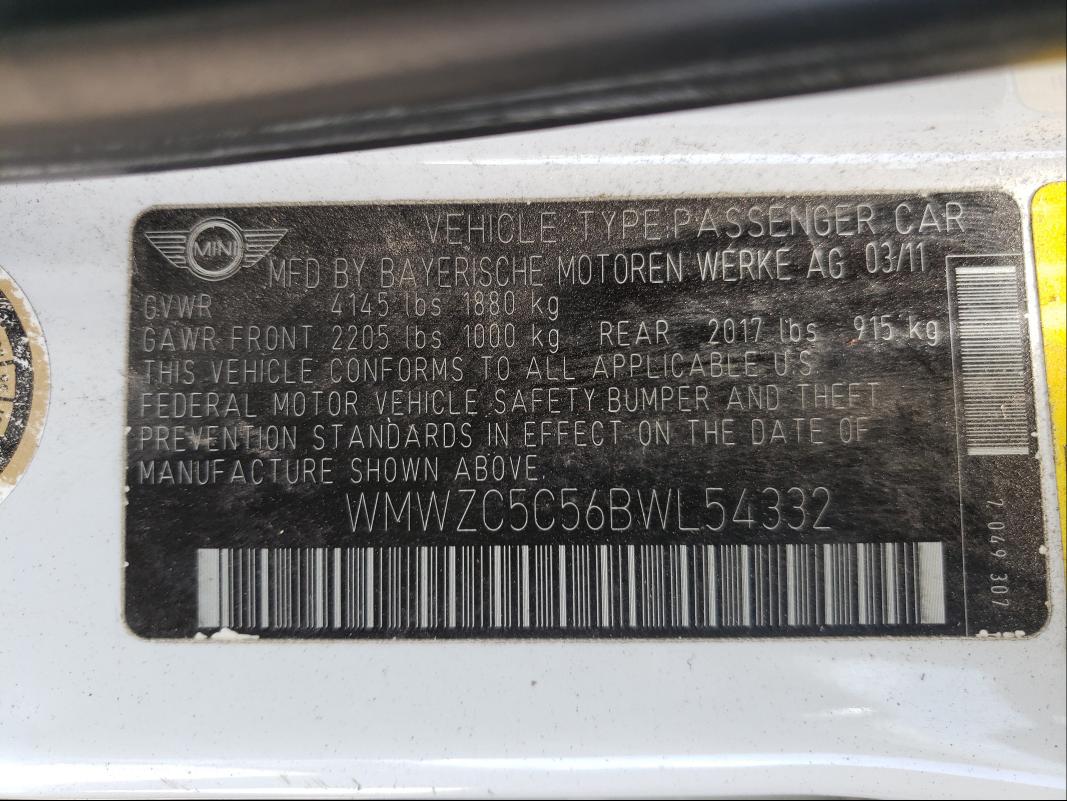 MINI
VEHICLE TYPE:PASSENGER CAR
MFD BY BAYERISCHE MOTOREN WERKE AG 03/11
GVWR 4145 lbs 1880 kg
GAWR FRONT 2205 lbs 1000 kg REAR 2017 lbs 915 kg
THIS VEHICLE CONFORMS TO ALL APPLICABLE U.S.
FEDERAL MOTOR VEHICLE SAFETY,BUMPER AND THEFT
PREVENTION STANDARDS IN EFFECT ON THE DATE OF
MANUFACTURE SHOWN ABOVE.
WMWZC5C56BWL54332
7 049 307